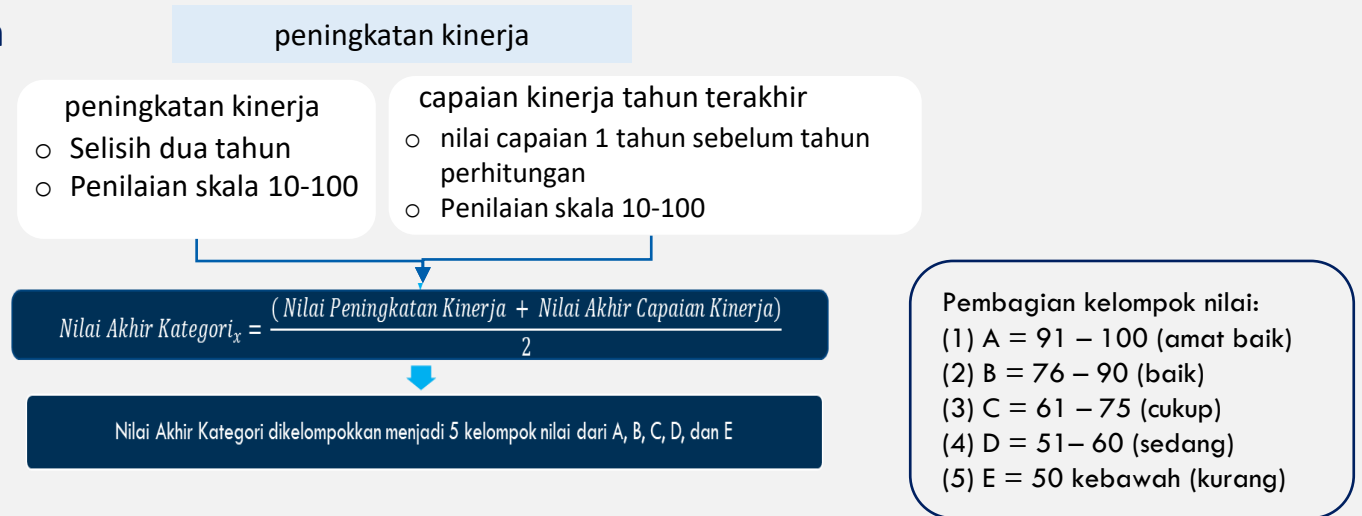 peningkatan kinerja
peningkatan kinerja
○ Selisih dua tahun
○ Penilaian skala 10-100
capaian kinerja tahun terakhir
○ nilai capaian 1 tahun sebelum tahun
perhitungan
○ Penilaian skala 10-100
Nilai Akhir Kategoriₓ = ( Nilai Peningkatan Kinerja + Nilai Akhir Capaian Kinerja)
2
Nilai Akhir Kategori dikelompokkan menjadi 5 kelompok nilai dari A, B, C, D, dan E
Pembagian kelompok nilai:
(1) A = 91 – 100 (amat baik)
(2) B = 76 – 90 (baik)
(3) C = 61 – 75 (cukup)
(4) D = 51– 60 (sedang)
(5) E = 50 kebawah (kurang)